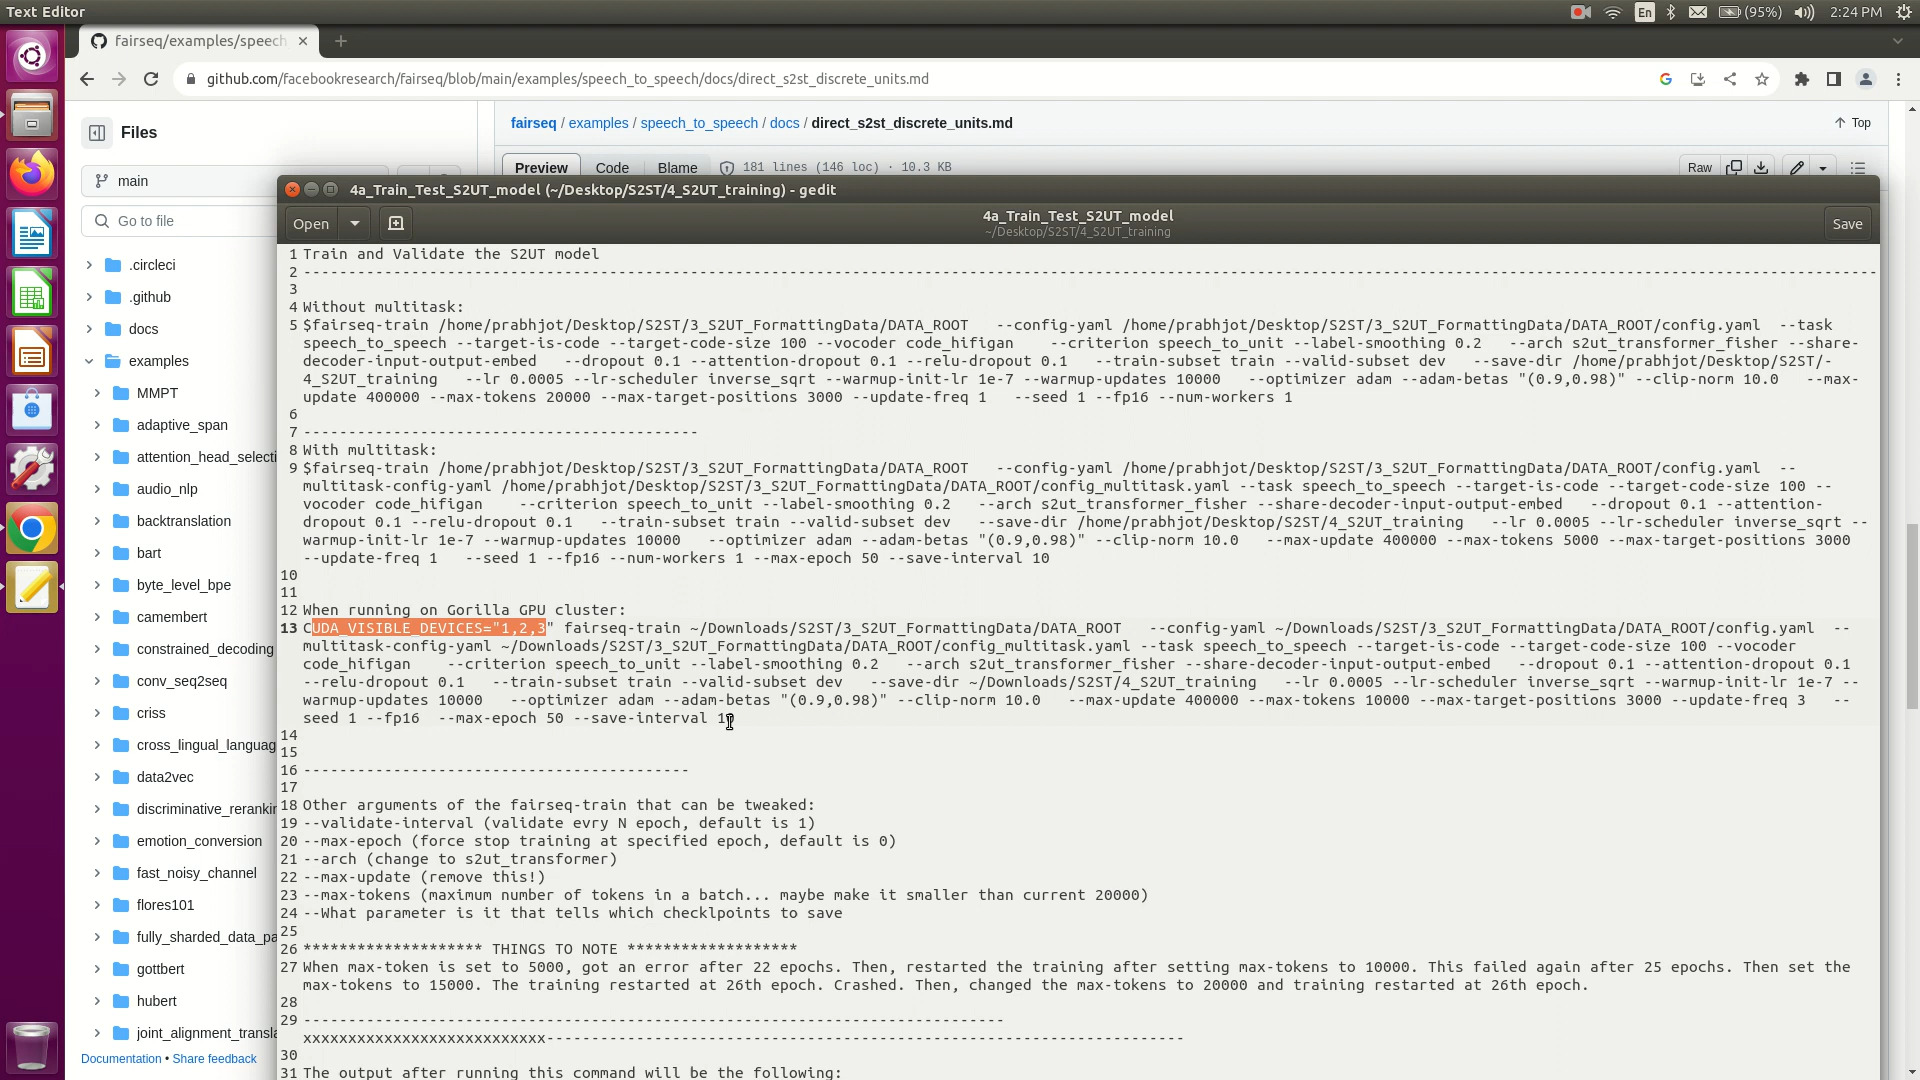 Text Editor
En
(95%)
2:24 PM
fairseq/examples/speech
github.com/facebookresearch/fairseq/blob/main/examples/speech_to_speech/docs/direct_s2st_discrete_units.md
Files
fairseq / examples / speech_to_speech / docs / direct_s2st_discrete_units.md
Top
main
Preview Code Blame 181 lines (146 loc) · 10.3 KB
Raw
Go to file
.circleci
.github
docs
examples
MMPT
adaptive_span
attention_head_selecti
audio_nlp
backtranslation
bart
byte_level_bpe
camembert
constrained_decoding
conv_seq2seq
criss
cross_lingual_languag
data2vec
discriminative_rerankin
emotion_conversion
fast_noisy_channel
flores101
fully_sharded_data_pa
gottbert
hubert
joint_alignment_transla
Documentation • Share feedback
4a_Train_Test_S2UT_model (~/Desktop/S2ST/4_S2UT_training) - gedit
Open
4a_Train_Test_S2UT_model
~/Desktop/S2ST/4_S2UT_training
Save
1 Train and Validate the S2UT model
2 ----------------------------------------------------------------------------------------------------------------------------------------------------------------
3
4 Without multitask:
5 $fairseq-train /home/prabhjot/Desktop/S2ST/3_S2UT_FormattingData/DATA_ROOT   --config-yaml /home/prabhjot/Desktop/S2ST/3_S2UT_FormattingData/DATA_ROOT/config.yaml  --task
speech_to_speech --target-is-code --target-code-size 100 --vocoder code_hifigan    --criterion speech_to_unit --label-smoothing 0.2   --arch s2ut_transformer_fisher --share-
decoder-input-output-embed   --dropout 0.1 --attention-dropout 0.1 --relu-dropout 0.1   --train-subset train --valid-subset dev   --save-dir /home/prabhjot/Desktop/S2ST/-
4_S2UT_training   --lr 0.0005 --lr-scheduler inverse_sqrt --warmup-init-lr 1e-7 --warmup-updates 10000   --optimizer adam --adam-betas "(0.9,0.98)" --clip-norm 10.0   --max-
update 400000 --max-tokens 20000 --max-target-positions 3000 --update-freq 1   --seed 1 --fp16 --num-workers 1
6
7 --------------------------------------------
8 With multitask:
9 $fairseq-train /home/prabhjot/Desktop/S2ST/3_S2UT_FormattingData/DATA_ROOT   --config-yaml /home/prabhjot/Desktop/S2ST/3_S2UT_FormattingData/DATA_ROOT/config.yaml  --
multitask-config-yaml /home/prabhjot/Desktop/S2ST/3_S2UT_FormattingData/DATA_ROOT/config_multitask.yaml --task speech_to_speech --target-is-code --target-code-size 100 --
vocoder code_hifigan    --criterion speech_to_unit --label-smoothing 0.2   --arch s2ut_transformer_fisher --share-decoder-input-output-embed   --dropout 0.1 --attention-
dropout 0.1 --relu-dropout 0.1   --train-subset train --valid-subset dev   --save-dir /home/prabhjot/Desktop/S2ST/4_S2UT_training   --lr 0.0005 --lr-scheduler inverse_sqrt --
warmup-init-lr 1e-7 --warmup-updates 10000   --optimizer adam --adam-betas "(0.9,0.98)" --clip-norm 10.0   --max-update 400000 --max-tokens 5000 --max-target-positions 3000
--update-freq 1   --seed 1 --fp16 --num-workers 1 --max-epoch 50 --save-interval 10
10
11
12 When running on Gorilla GPU cluster:
13 CUDA_VISIBLE_DEVICES="1,2,3" fairseq-train ~/Downloads/S2ST/3_S2UT_FormattingData/DATA_ROOT   --config-yaml ~/Downloads/S2ST/3_S2UT_FormattingData/DATA_ROOT/config.yaml  --
multitask-config-yaml ~/Downloads/S2ST/3_S2UT_FormattingData/DATA_ROOT/config_multitask.yaml --task speech_to_speech --target-is-code --target-code-size 100 --vocoder
code_hifigan    --criterion speech_to_unit --label-smoothing 0.2   --arch s2ut_transformer_fisher --share-decoder-input-output-embed   --dropout 0.1 --attention-dropout 0.1
--relu-dropout 0.1   --train-subset train --valid-subset dev   --save-dir ~/Downloads/S2ST/4_S2UT_training   --lr 0.0005 --lr-scheduler inverse_sqrt --warmup-init-lr 1e-7 --
warmup-updates 10000   --optimizer adam --adam-betas "(0.9,0.98)" --clip-norm 10.0   --max-update 400000 --max-tokens 10000 --max-target-positions 3000 --update-freq 3   --
seed 1 --fp16  --max-epoch 50 --save-interval 10
14
15
16 -------------------------------------------
17
18 Other arguments of the fairseq-train that can be tweaked:
19 --validate-interval (validate evry N epoch, default is 1)
20 --max-epoch (force stop training at specified epoch, default is 0)
21 --arch (change to s2ut_transformer)
22 --max-update (remove this!)
23 --max-tokens (maximum number of tokens in a batch... maybe make it smaller than current 20000)
24 --What parameter is it that tells which checklpoints to save
25
26 ******************** THINGS TO NOTE *******************
27 When max-token is set to 5000, got an error after 22 epochs. Then, restarted the training after setting max-tokens to 10000. This failed again after 25 epochs. Then set the
max-tokens to 15000. The training restarted at 26th epoch. Crashed. Then, changed the max-tokens to 20000 and training restarted at 26th epoch.
28
29 ------------------------------------------------------------------------------
xxxxxxxxxxxxxxxxxxxxxxxxxxx-----------------------------------------------------------------------
30
31 The output after running this command will be the following: